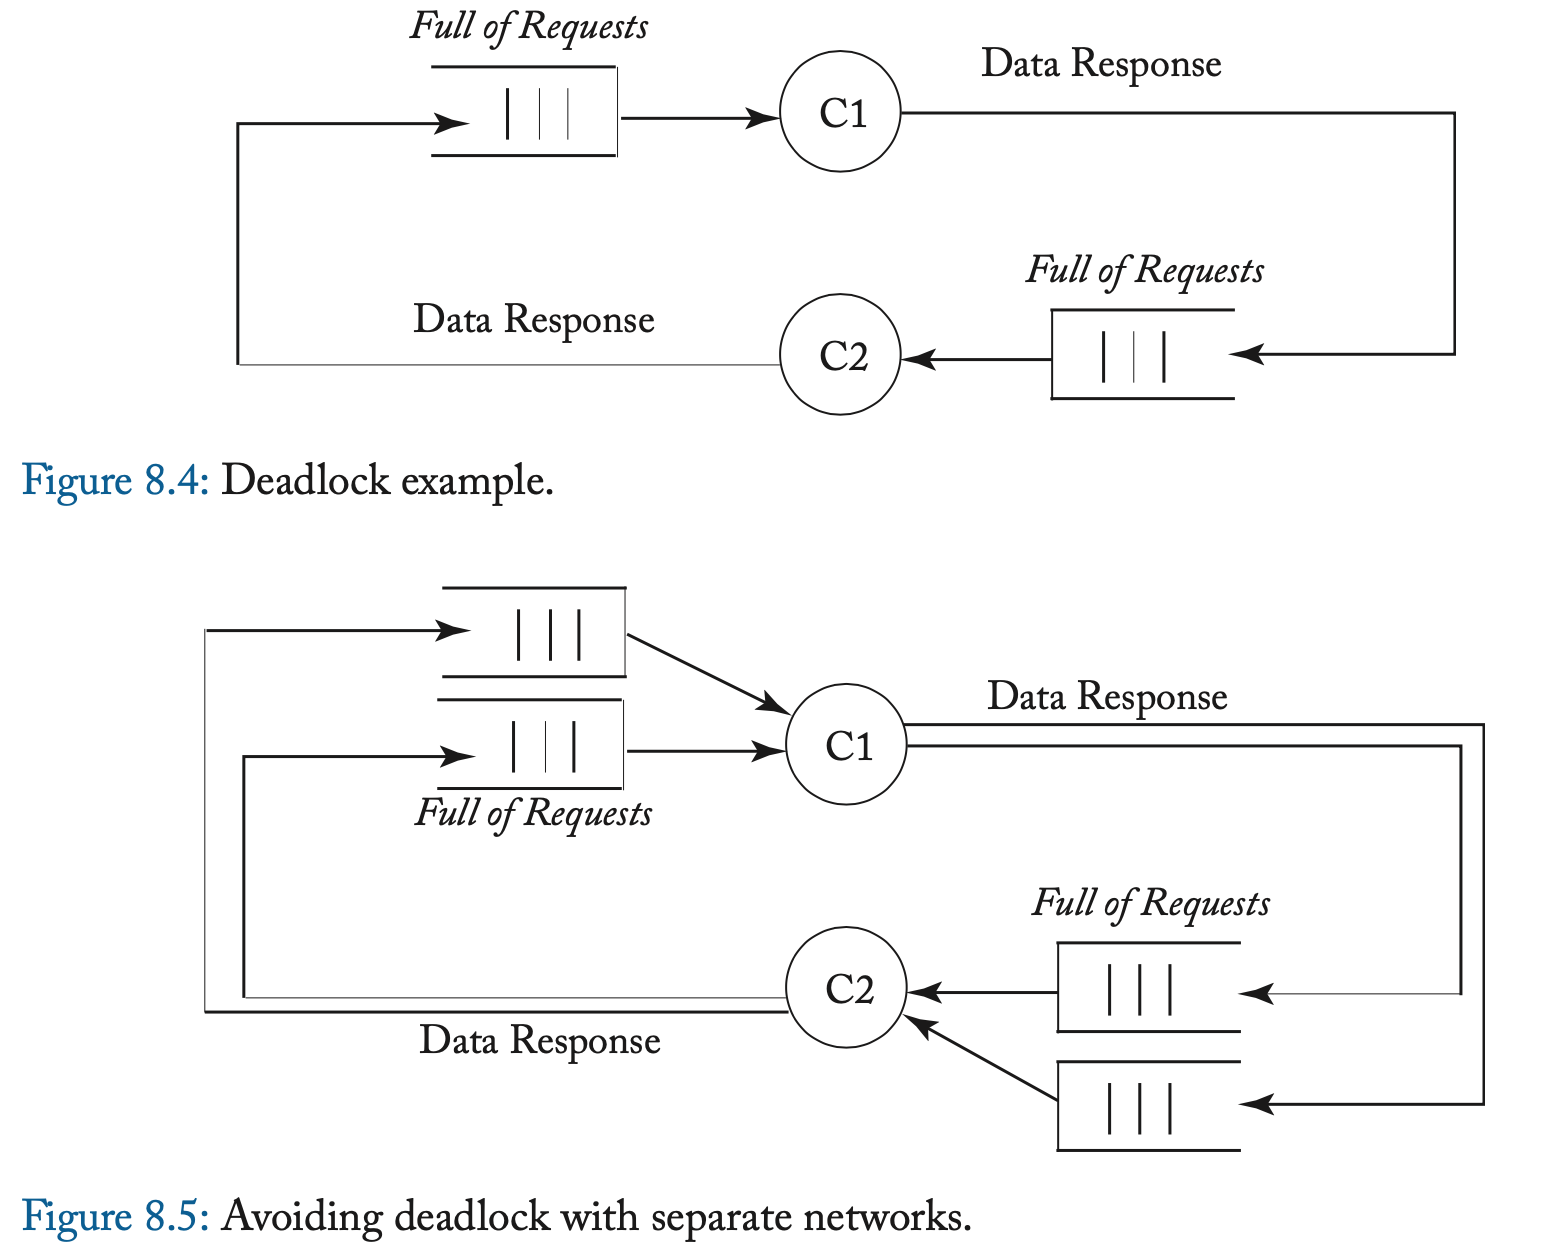 Full of Requests
Data Response
C1
Full of Requests
Data Response
C2
Figure 8.4: Deadlock example.
Data Response
C1
Full of Requests
Full of Requests
C2
Data Response
Figure 8.5: Avoiding deadlock with separate networks.